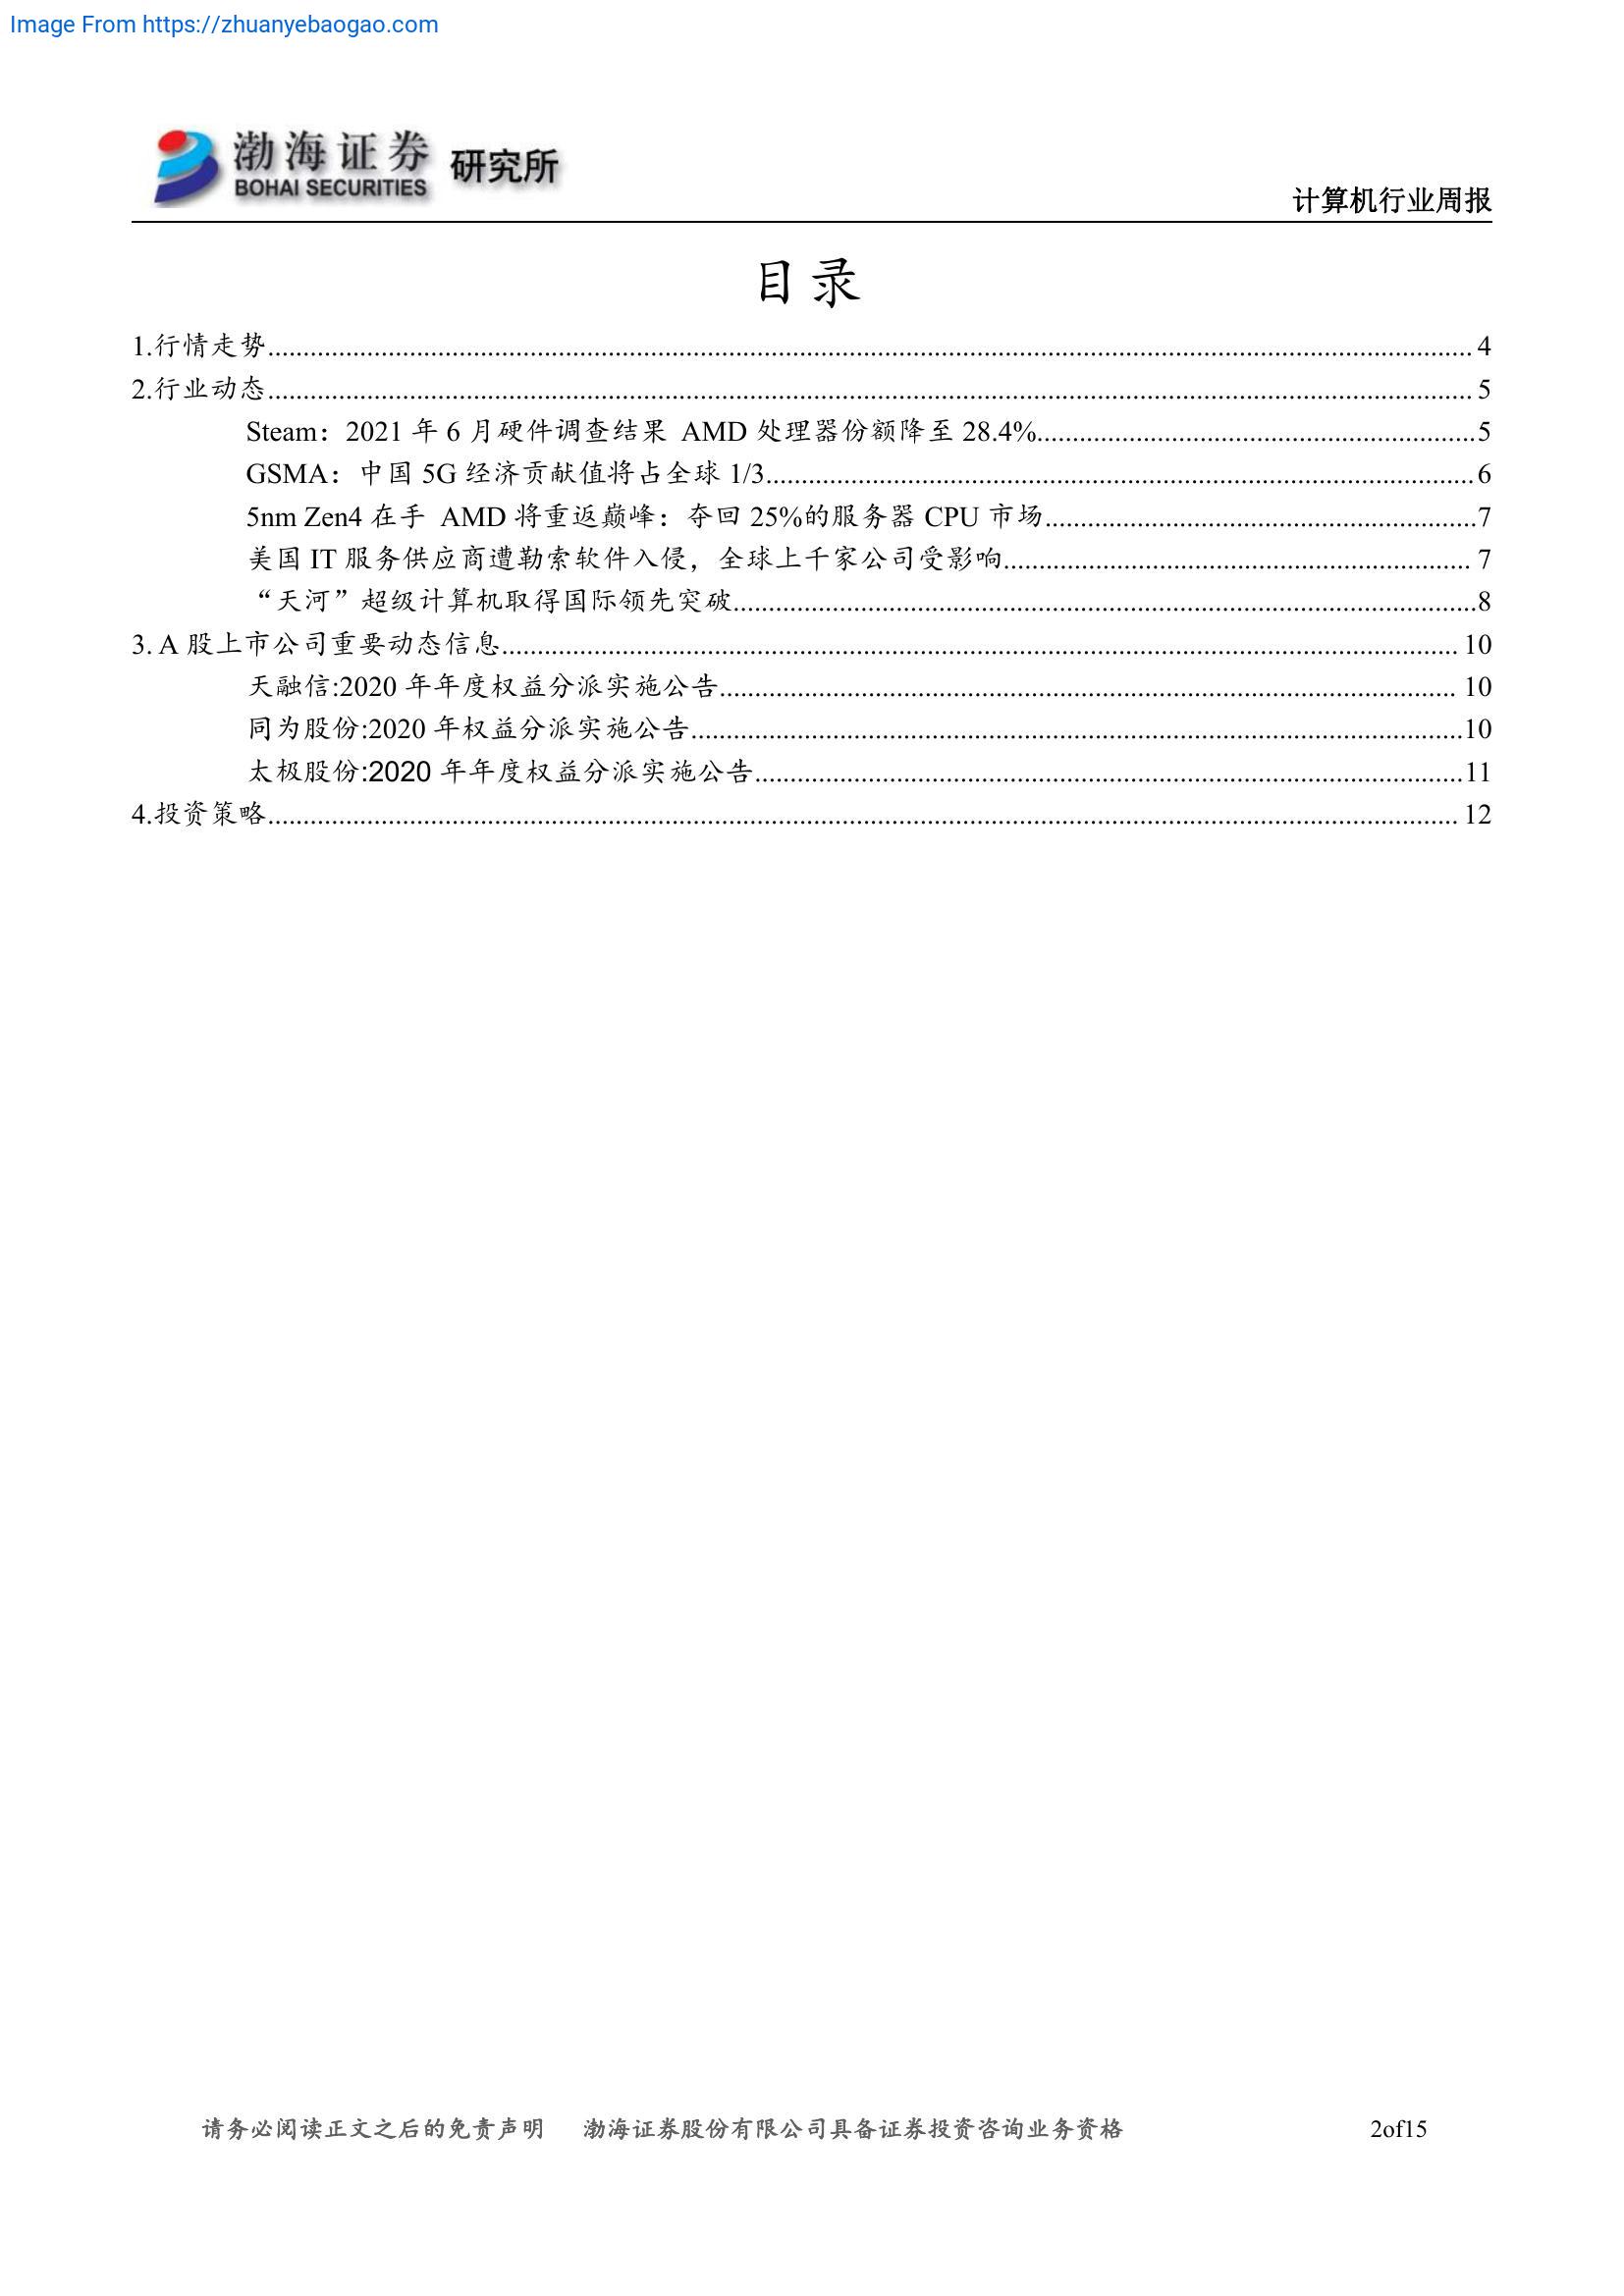 Image From https://zhuanyebaogao.com
渤海证券 研究所
BOHAI SECURITIES
计算机行业周报
目录
1.行情走势 4
2.行业动态 5
Steam：2021 年 6 月硬件调查结果 AMD 处理器份额降至 28.4% 5
GSMA：中国 5G 经济贡献值将占全球 1/3 6
5nm Zen4 在手 AMD 将重返巅峰：夺回 25%的服务器 CPU 市场 7
美国 IT 服务供应商遭勒索软件入侵，全球上千家公司受影响 7
“天河”超级计算机取得国际领先突破 8
3. A 股上市公司重要动态信息 10
天融信:2020 年年度权益分派实施公告 10
同为股份:2020 年权益分派实施公告 10
太极股份:2020 年年度权益分派实施公告 11
4.投资策略 12
请务必阅读正文之后的免责声明 渤海证券股份有限公司具备证券投资咨询业务资格 2of15